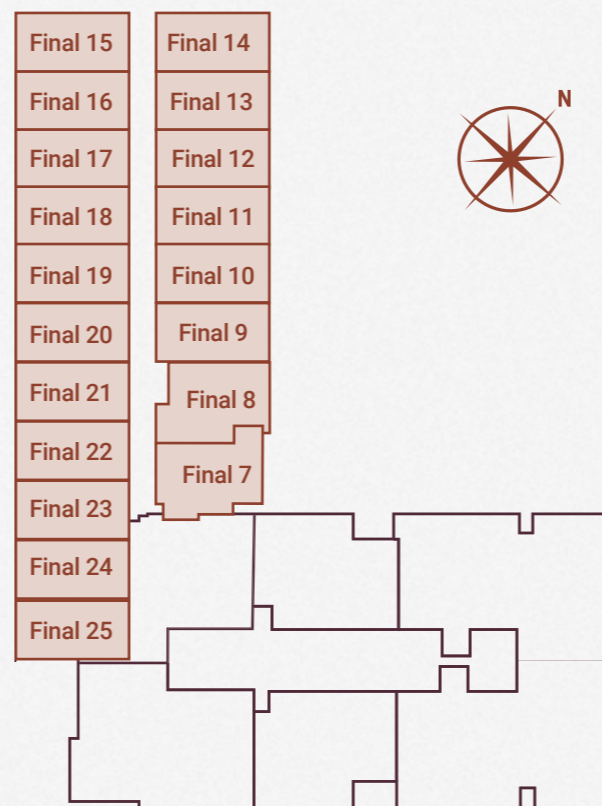 Final 15
Final 14
Final 16
Final 13
Final 17
Final 12
Final 18
Final 11
Final 19
Final 10
Final 20
Final 9
Final 21
Final 8
Final 22
Final 7
Final 23
Final 24
Final 25
N